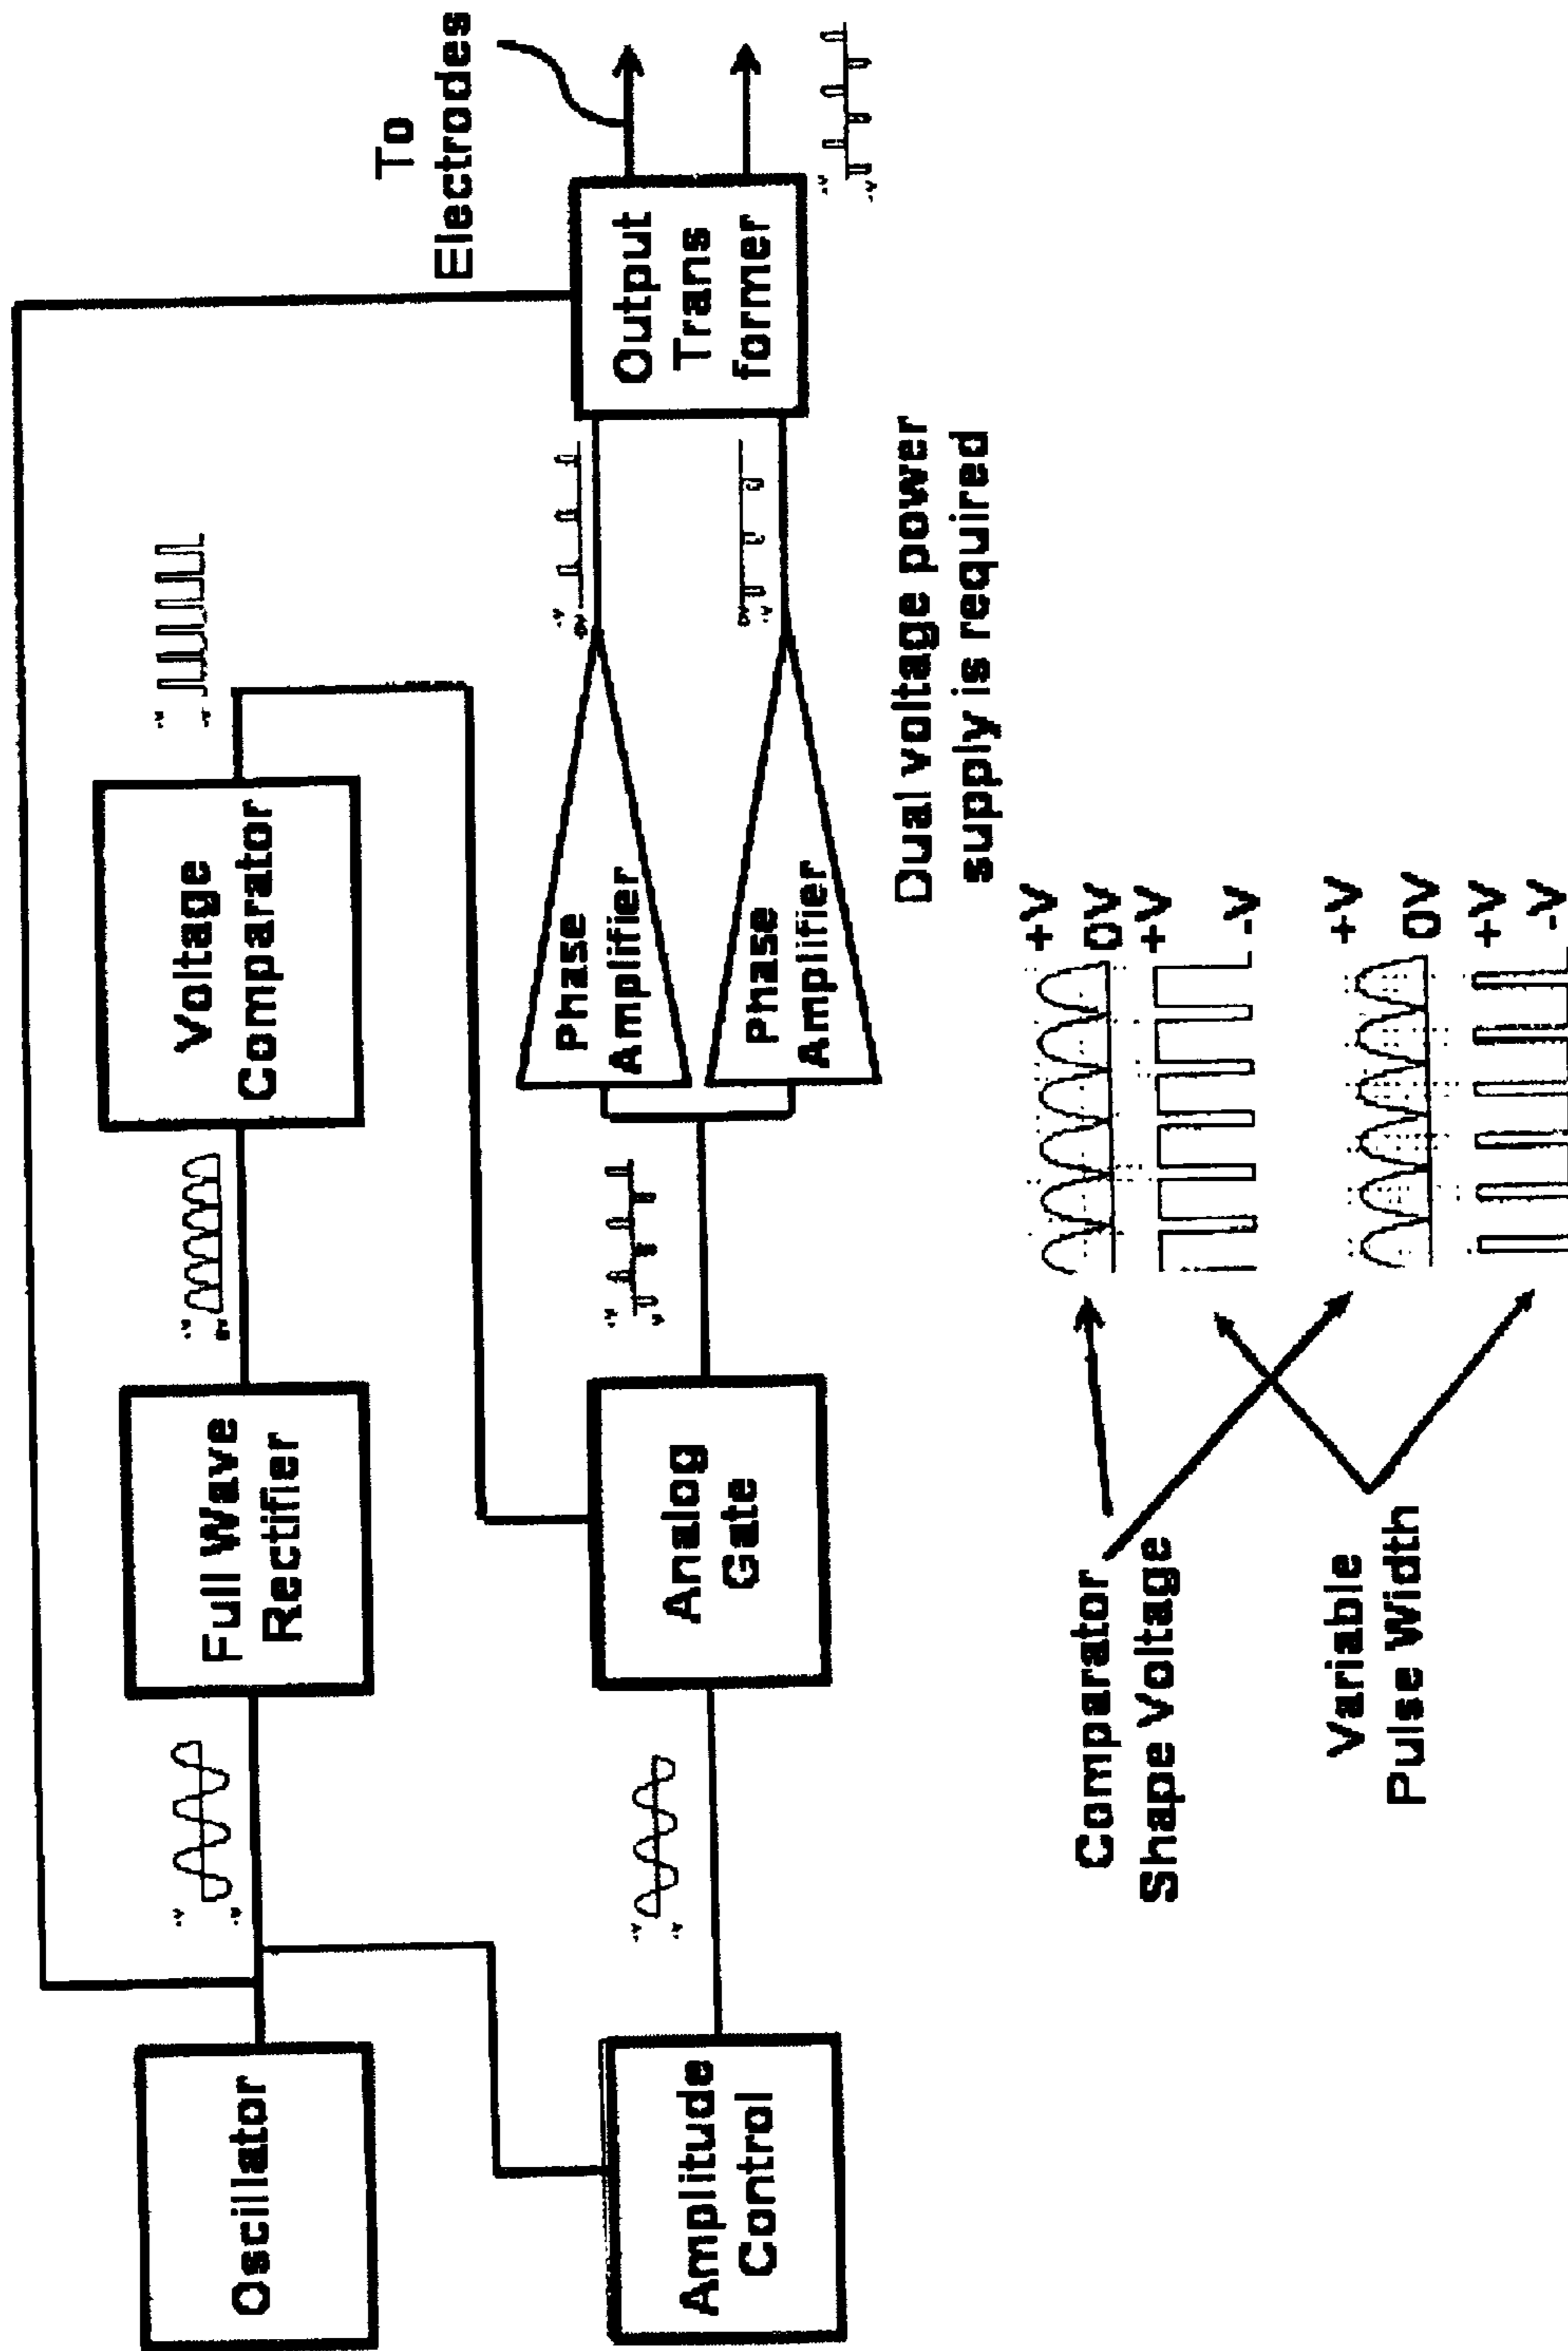 Oscillator
Full Wave
Rectifier
Voltage
Comparator
To
Electrodes
Amplitude
Control
Analog
Gate
Phase
Amplifier
Phase
Amplifier
Output
Trans
former
Dual voltage power
supply is required
Comparator
Shape Voltage
Variable
Pulse Width
+V
0V
+V
-V
+V
0V
+V
-V